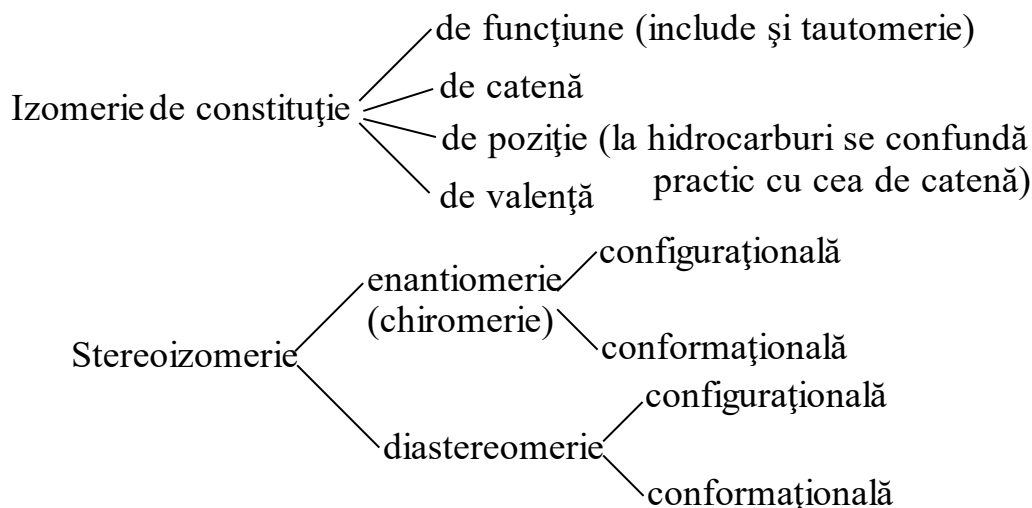 de funcţiune (include şi tautomerie)
de catenă
Izomerie de constituţie
de poziţie (la hidrocarburi se confundă
practic cu cea de catenă)
de valenţă
configuraţională
enantiomerie
(chiromerie)
conformaţională
Stereoizomerie
configuraţională
diastereomerie
conformaţională